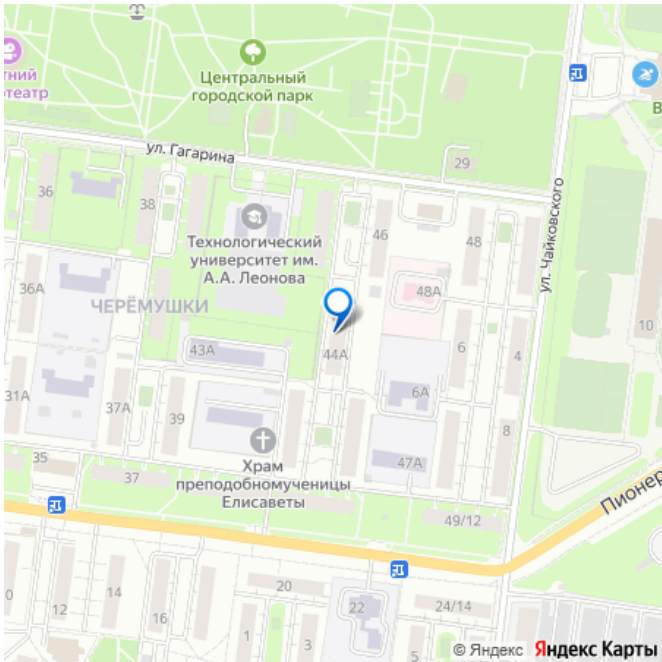 тний
отеатр
Центральный
городской парк
В
ул. Гагарина
29
36
38
Технологический
университет им.
А.А. Леонова
46
48
ул. Чайковского
36А
ЧЕРЁМУШКИ
48А
10
43А
44А
6
4
31А
37А
39
6А
8
35
37
Храм
преподобномученицы
Елисаветы
47А
49/12
Пионер
20
0
12
14
16
1
3
22
24/14
5
© Яндекс Яндекс Карты